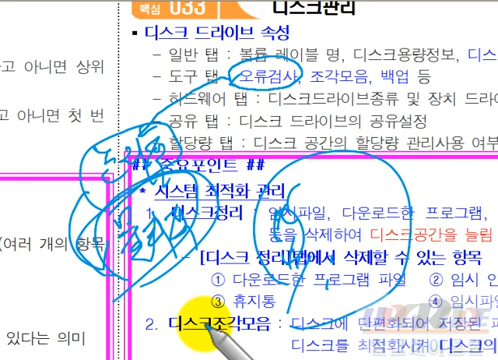 핵심 033 디스크관리
▪ 디스크 드라이브 속성
– 일반 탭 : 볼륨 레이블 명, 디스크용량정보, 디스
고 아니면 상위
– 도구 탭 : 오류검사, 조각모음, 백업 등
– 하드웨어 탭 : 디스크드라이브종류 및 장치 드라이
고 아니면 첫 번
– 공유 탭 : 디스크 드라이브의 공유설정
– 할당량 탭 : 디스크 공간의 할당량 관리사용 여부
## 중요포인트 ##
* 시스템 최적화 관리
1. 디스크정리 : 임시파일, 다운로드한 프로그램,
(여러 개의 항목
등을 삭제하여 디스크공간을 늘림
– [디스크 정리]탭에서 삭제할 수 있는 항목
① 다운로드한 프로그램 파일 ② 임시 인
③ 휴지통 ④ 임시파일
있다는 의미
2. 디스크조각모음 : 디스크에 단편화되어 저장된 파
디스크를 최적화시켜 디스크의